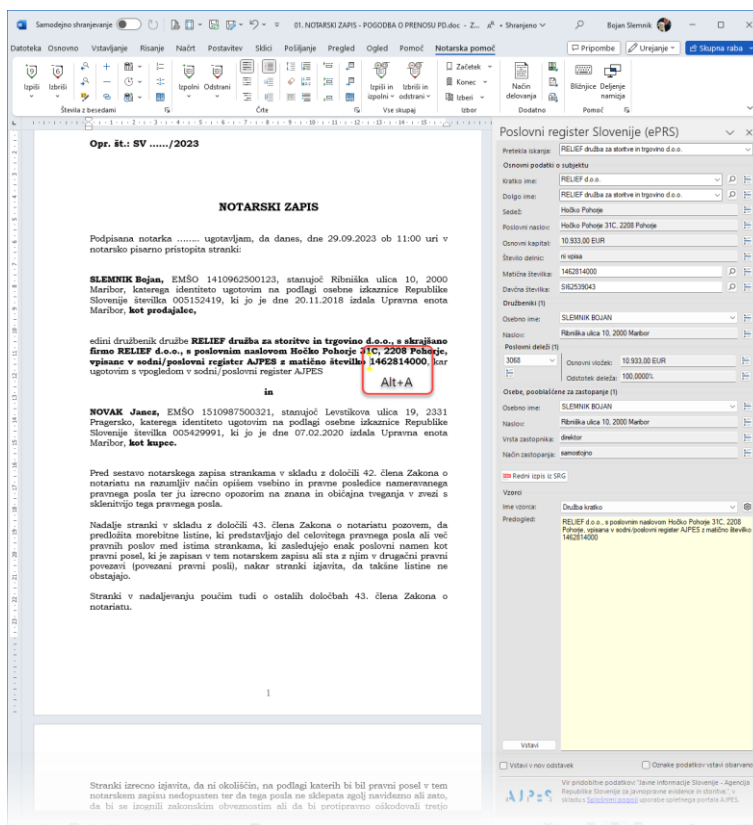 Samodejno shranjevanje 01. NOTARSKI ZAPIS - POGODBA O PRENOSU PD.doc - Z... • Shranjeno Bojan Slemnik
Datoteka Osnovno Vstavljanje Risanje Načrt Postavitev Sklici Pošiljanje Pregled Ogled Pomoč Notarska pomoč Pripombe Urejanje Skupna raba
Izpiši Izbriši Izpolni Odstrani Izpiši in izpolni Izbriši in odstrani Začetek Konec Izberi Način delovanja Bližnjice Deljenje namizja
Števila z besedami Črte Vse skupaj Izbor Dodatno Pomoč
Opr. št.: SV ....../2023
NOTARSKI ZAPIS
Podpisana notarka ........ ugotavljam, da danes, dne 29.09.2023 ob 11:00 uri v
notarsko pisarno pristopita stranki:
SLEMNIK Bojan, EMŠO 1410962500123, stanujoč Ribniška ulica 10, 2000
Maribor, katerega identiteto ugotovim na podlagi osebne izkaznice Republike
Slovenije številka 005152419, ki jo je dne 20.11.2018 izdala Upravna enota
Maribor, kot prodajalec,
edini družbenik družbe RELIEF družba za storitve in trgovino d.o.o., s skrajšano
firmo RELIEF d.o.o., s poslovnim naslovom Hočko Pohorje 31C, 2208 Pohorje,
vpisane v sodni/poslovni register AJPES z matično številko 1462814000, kar
ugotovim s vpogledom v sodni/poslovni register AJPES
Alt+A
in
NOVAK Janez, EMŠO 1510987500321, stanujoč Levstikova ulica 19, 2331
Pragersko, katerega identiteto ugotovim na podlagi osebne izkaznice Republike
Slovenije številka 005429991, ki jo je dne 07.02.2020 izdala Upravna enota
Maribor, kot kupec.
Pred sestavo notarskega zapisa strankama v skladu z določili 42. člena Zakona o
notariatu na razumljiv način opišem vsebino in pravne posledice nameravanega
pravnega posla ter ju izrecno opozorim na znana in običajna tveganja v zvezi s
sklenitvijo tega pravnega posla.
Nadalje stranki v skladu z določili 43. člena Zakona o notariatu pozovem, da
predložita morebitne listine, ki predstavljajo del celovitega pravnega posla ali več
pravnih poslov med istima strankama, ki zasledujejo enak poslovni namen kot
pravni posel, ki je zapisan v tem notarskem zapisu ali sta z njim v drugačni pravni
povezavi (povezani pravni posli), nakar stranki izjavita, da takšne listine ne
obstajajo.
Stranki v nadaljevanju poučim tudi o ostalih določbah 43. člena Zakona o
notariatu.
1
Stranki izrecno izjavita, da ni okoliščin, na podlagi katerih bi bil pravni posel v tem
notarskem zapisu nedopusten ter da tega posla ne sklepata zgolj navidezno ali zato,
da bi se izognili zakonskim obveznostim ali da bi protipravno oškodovali tretjo
Poslovni register Slovenije (ePRS)
Pretekla iskanja: RELIEF družba za storitve in trgovino d.o.o.
Osnovni podatki o subjektu
Kratko ime: RELIEF d.o.o.
Dolgo ime: RELIEF družba za storitve in trgovino d.o.o.
Sedež: Hočko Pohorje
Poslovni naslov: Hočko Pohorje 31C, 2208 Pohorje
Osnovni kapital: 10.933,00 EUR
Število delnic: ni vpisa
Matična številka: 1462814000
Davčna številka: SI62539043
Družbeniki (1)
Osebno ime: SLEMNIK BOJAN
Naslov: Ribniška ulica 10, 2000 Maribor
Poslovni deleži (1)
3068 Osnovni vložek: 10.933,00 EUR
Odstotek deleža: 100,0000%
Osebe, pooblaščene za zastopanje (1)
Osebno ime: SLEMNIK BOJAN
Naslov: Ribniška ulica 10, 2000 Maribor
Vrsta zastopnika: direktor
Način zastopanja: samostojno
Redni izpis iz SRG
Vzorci
Ime vzorca: Družba kratko
Predogled: RELIEF d.o.o., s poslovnim naslovom Hočko Pohorje 31C, 2208
Pohorje, vpisana v sodni/poslovni register AJPES z matično številko
1462814000
Vstavi
Vstavi v nov odstavek Oznake podatkov vstavi obarvano
AJPES
Vir pridobitve podatkov: "Javne informacije Slovenije - Agencija
Republike Slovenije za javnopravne evidence in storitve", v
skladu s Splošnimi pogoji uporabe spletnega portala AJPES.